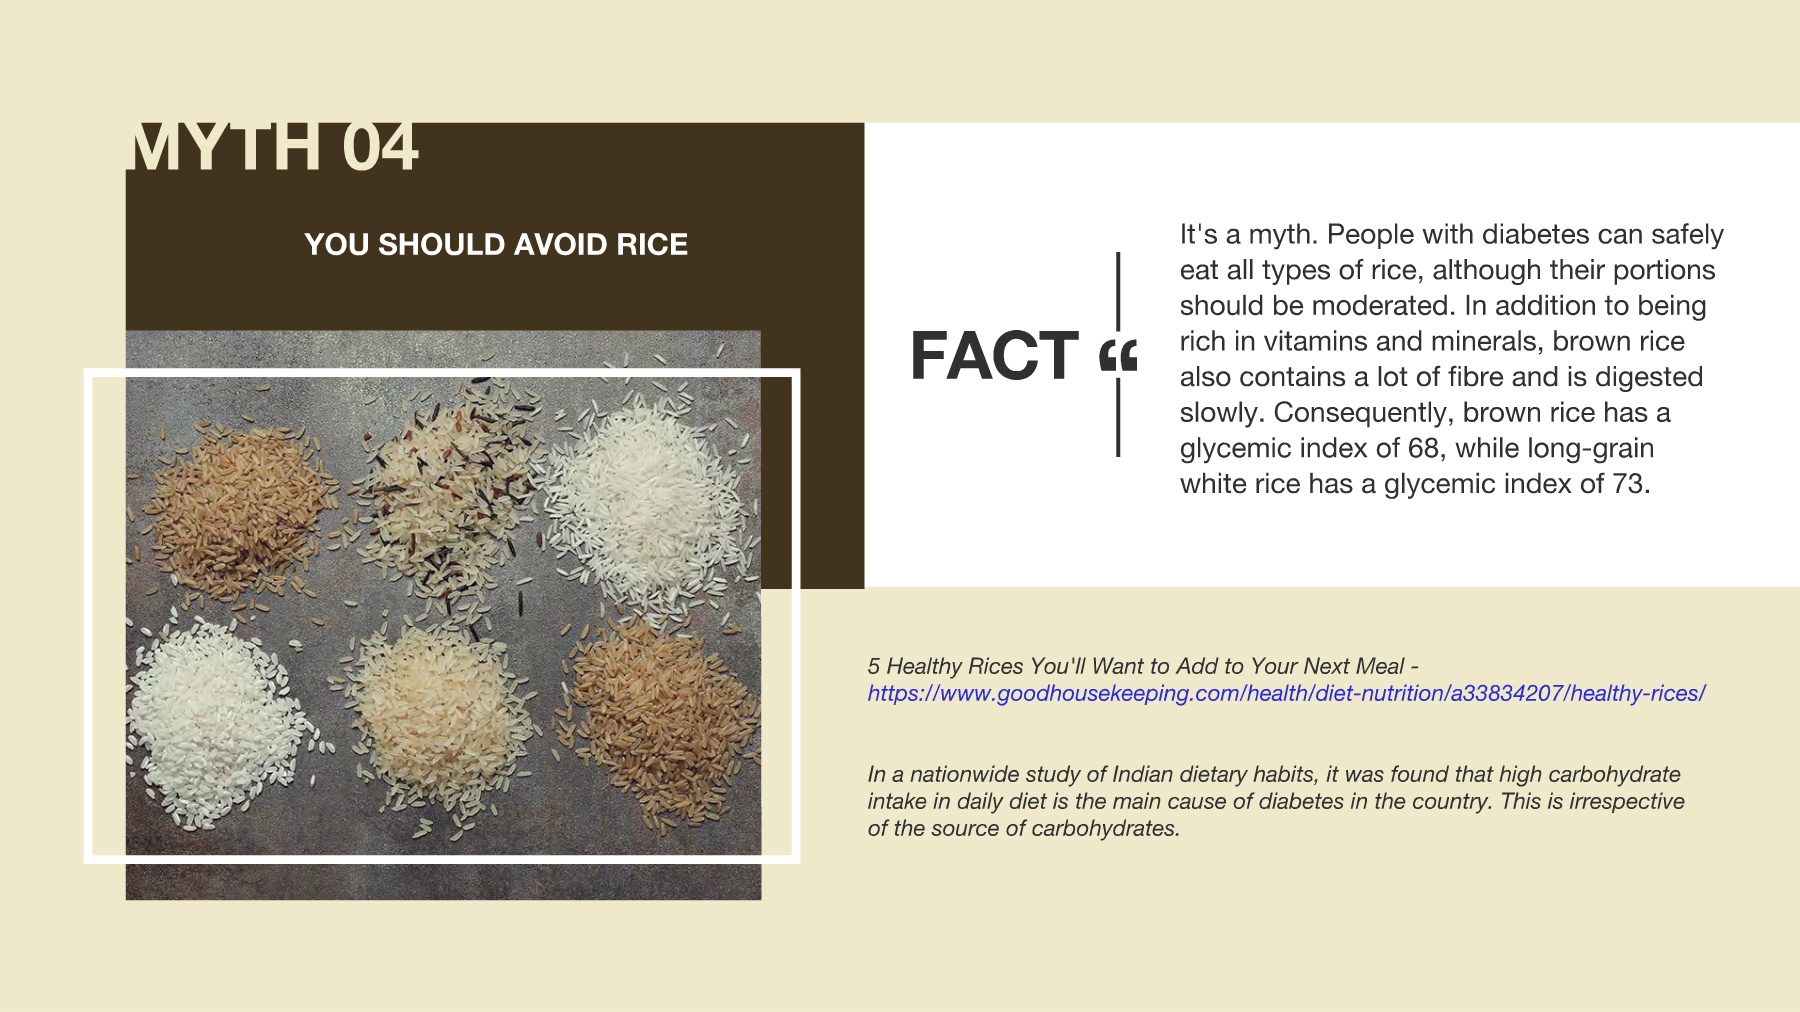 MYTH 04
YOU SHOULD AVOID RICE
FACT “
It's a myth. People with diabetes can safely
eat all types of rice, although their portions
should be moderated. In addition to being
rich in vitamins and minerals, brown rice
also contains a lot of fibre and is digested
slowly. Consequently, brown rice has a
glycemic index of 68, while long-grain
white rice has a glycemic index of 73.
5 Healthy Rices You'll Want to Add to Your Next Meal -
https://www.goodhousekeeping.com/health/diet-nutrition/a33834207/healthy-rices/
In a nationwide study of Indian dietary habits, it was found that high carbohydrate
intake in daily diet is the main cause of diabetes in the country. This is irrespective
of the source of carbohydrates.